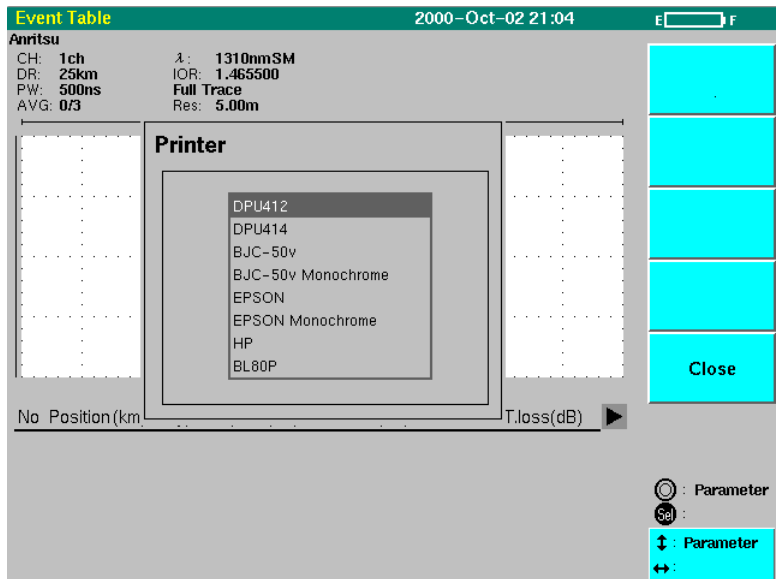 Event Table 2000-Oct-02 21:04 E F
Anritsu
CH: 1ch λ: 1310nmSM
DR: 25km IOR: 1.465500
PW: 500ns Full Trace
AVG: 0/3 Res: 5.00m
Printer
DPU412
DPU414
BJC-50v
BJC-50v Monochrome
EPSON
EPSON Monochrome
HP
BL80P
Close
No Position(km T.loss(dB)
: Parameter
Sel :
↕: Parameter
↔: